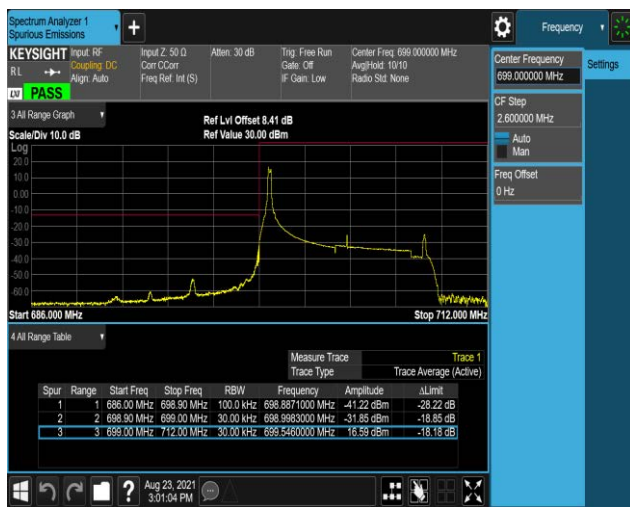 Spectrum Analyzer 1
Spurious Emissions
+
Frequency
KEYSIGHT Input: RF Input Z: 50 Ω Atten: 30 dB Trig: Free Run Center Freq: 699.000000 MHz
RL Coupling: DC Corr CCorr Gate: Off Avg|Hold: 10/10
Align: Auto Freq Ref: Int (S) IF Gain: Low Radio Std: None
LXI PASS
Center Frequency
699.000000 MHz
Settings
CF Step
2.600000 MHz
Auto
Man
Freq Offset
0 Hz
3 All Range Graph
Ref Lvl Offset 8.41 dB
Scale/Div 10.0 dB Ref Value 30.00 dBm
Log
20.0
10.0
0.00
-10.0
-20.0
-30.0
-40.0
-50.0
-60.0
Start 686.000 MHz Stop 712.000 MHz
4 All Range Table
Measure Trace Trace 1
Trace Type Trace Average (Active)
Spur Range Start Freq Stop Freq RBW Frequency Amplitude ΔLimit
1 1 686.00 MHz 698.90 MHz 100.0 kHz 698.8871000 MHz -41.22 dBm -28.22 dB
2 2 698.90 MHz 699.00 MHz 30.00 kHz 698.9983000 MHz -31.85 dBm -18.85 dB
3 3 699.00 MHz 712.00 MHz 30.00 kHz 699.5460000 MHz 16.59 dBm -18.18 dB
?
Aug 23, 2021
3:01:04 PM